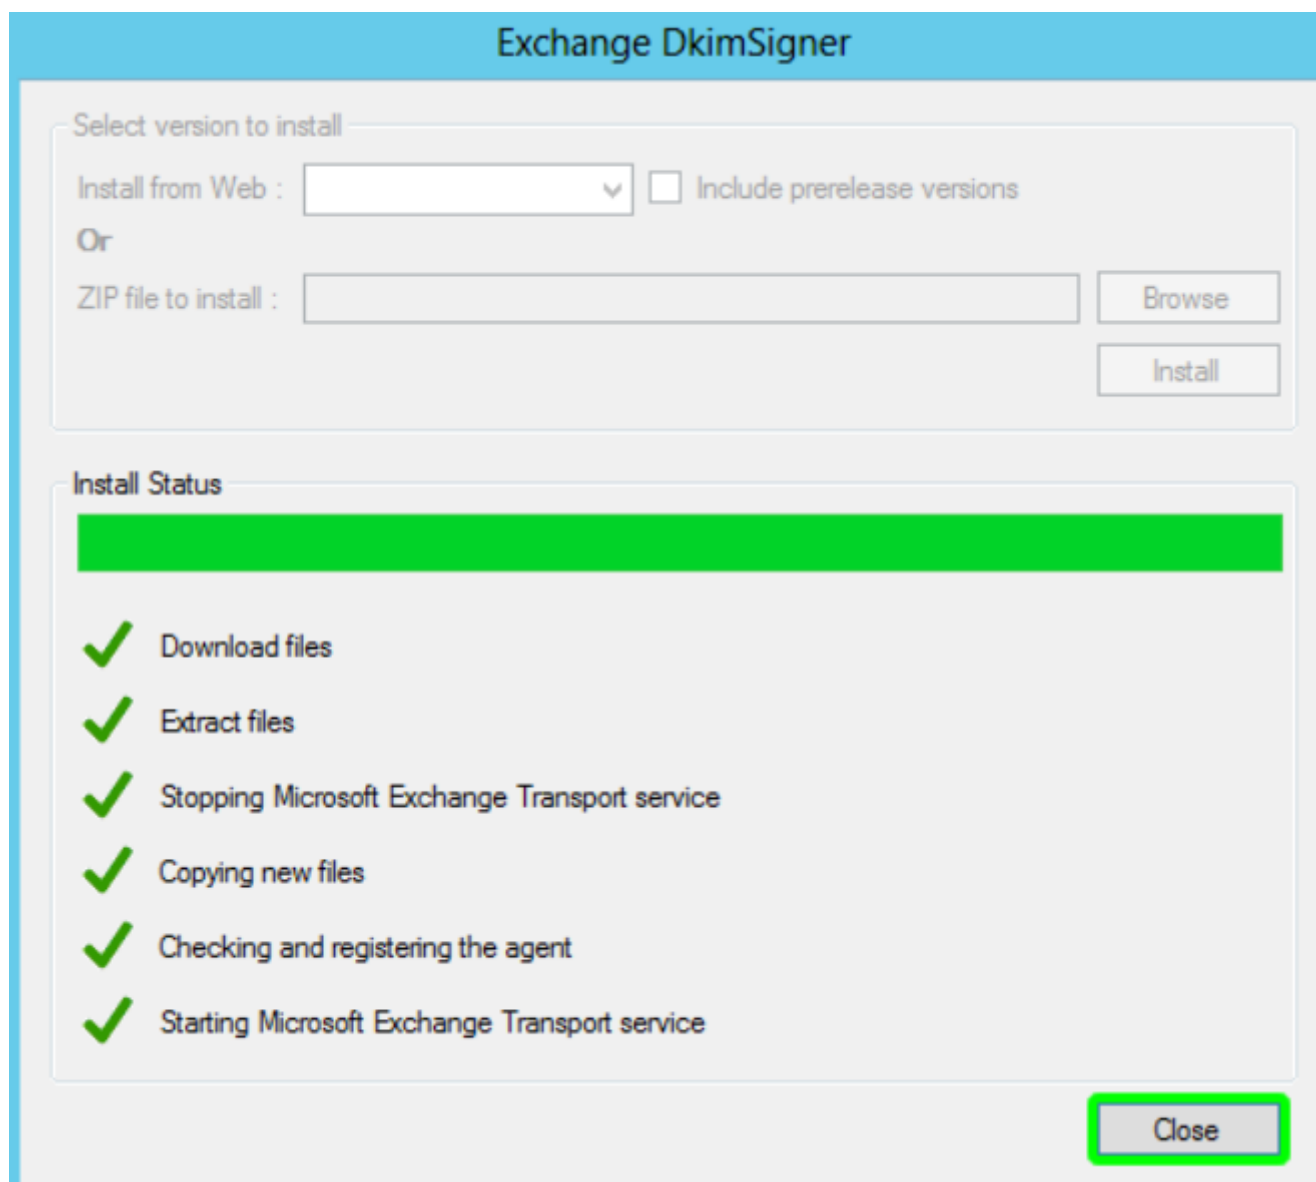 Exchange DkimSigner
Select version to install
Install from Web :
Include prerelease versions
Or
ZIP file to install :
Browse
Install
Install Status
Download files
Extract files
Stopping Microsoft Exchange Transport service
Copying new files
Checking and registering the agent
Starting Microsoft Exchange Transport service
Close